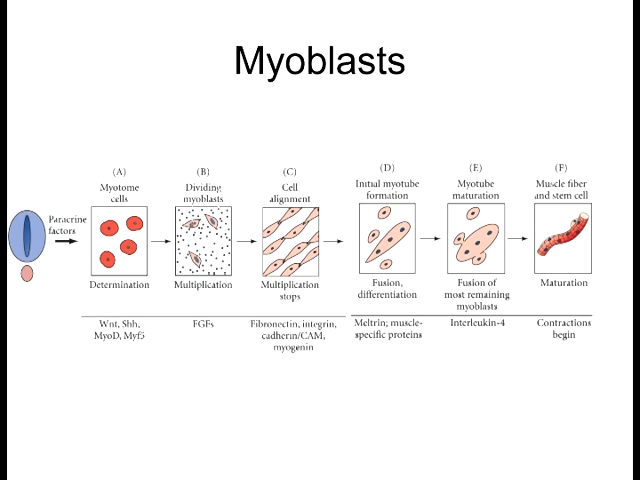 Myoblasts
(A)
Myotome
cells
Determination
Wnt, Shh,
MyoD, Myf5
(B)
Dividing
myoblasts
Multiplication
FGFs
(C)
Cell
alignment
Multiplication
stops
Fibronectin, integrin,
cadherin/CAM,
myogenin
(D)
Initial myotube
formation
Fusion,
differentiation
Meltrin; muscle-
specific proteins
(E)
Myotube
maturation
Fusion of
most remaining
myoblasts
Interleukin-4
(F)
Muscle fiber
and stem cell
Maturation
Contractions
begin
Paracrine
factors